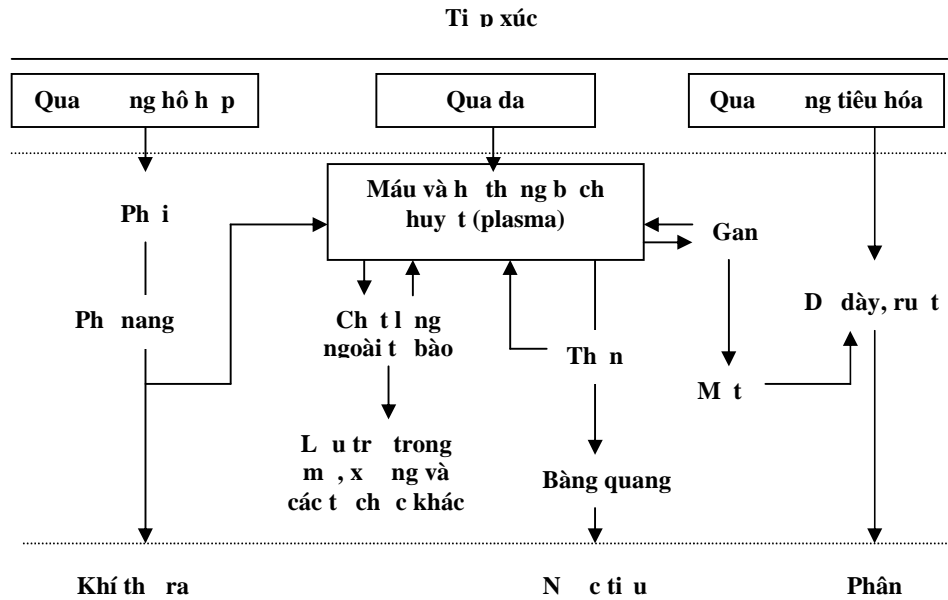 Ti p xúc
Qua ng hô h p
Qua da
Qua ng tiêu hóa
Máu và h th ng b ch
huy t (plasma)
Ph i
Gan
Ph nang
Ch t l ng
ngoài t bào
Th n
D dày, ru t
M t
L u tr trong
m , x ng và
các t ch c khác
Bàng quang
Khí th ra
N c ti u
Phân